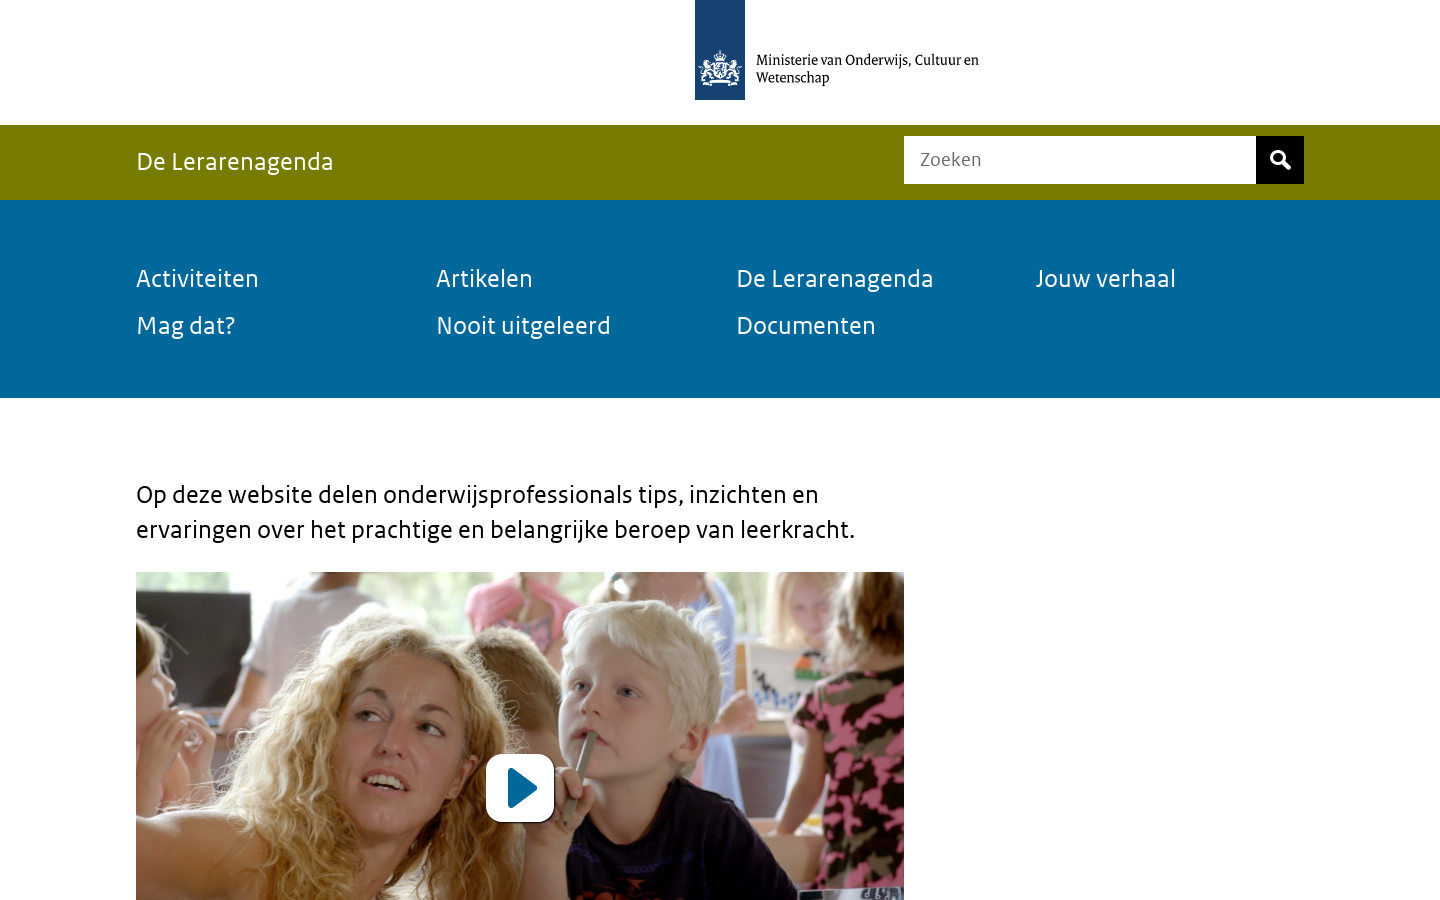 Ministerie van Onderwijs, Cultuur en
Wetenschap
De Lerarenagenda
Zoeken
Activiteiten
Artikelen
De Lerarenagenda
Jouw verhaal
Mag dat?
Nooit uitgeleerd
Documenten
Op deze website delen onderwijsprofessionals tips, inzichten en
ervaringen over het prachtige en belangrijke beroep van leerkracht.